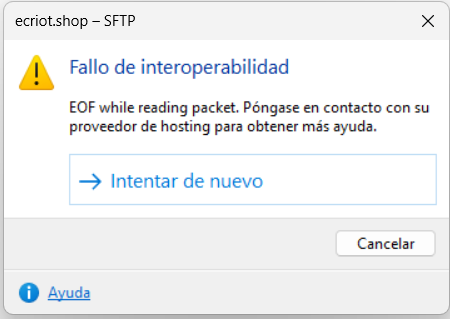 ecriot.shop – SFTP
Fallo de interoperabilidad
EOF while reading packet. Póngase en contacto con su
proveedor de hosting para obtener más ayuda.
Intentar de nuevo
Cancelar
Ayuda